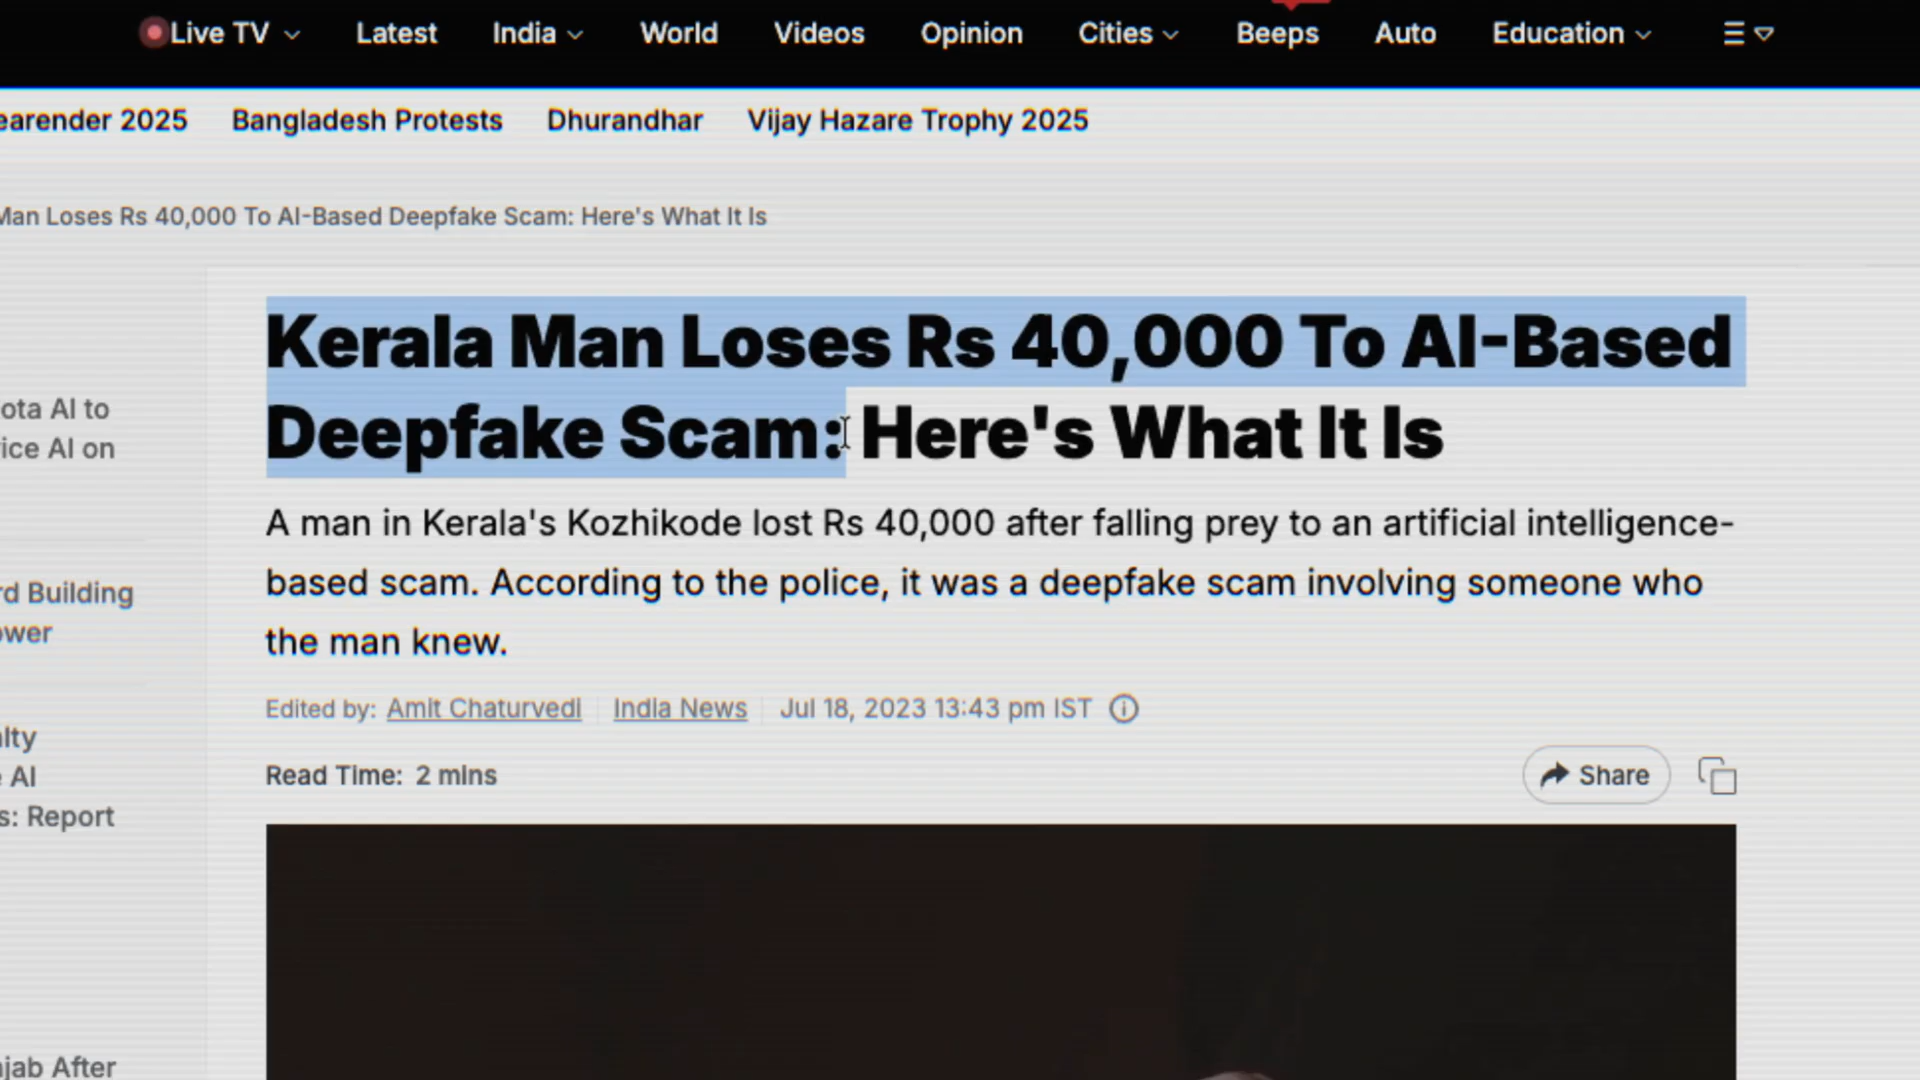 Live TV Latest India World Videos Opinion Cities Beeps Auto Education
earender 2025 Bangladesh Protests Dhurandhar Vijay Hazare Trophy 2025
Man Loses Rs 40,000 To AI-Based Deepfake Scam: Here's What It Is
Kerala Man Loses Rs 40,000 To AI-Based
Deepfake Scam: Here's What It Is
A man in Kerala's Kozhikode lost Rs 40,000 after falling prey to an artificial intelligence-
based scam. According to the police, it was a deepfake scam involving someone who
the man knew.
Edited by: Amit Chaturvedi India News Jul 18, 2023 13:43 pm IST
Read Time: 2 mins
Share
ota AI to
ice AI on
rd Building
ower
alty
AI
s: Report
jab After